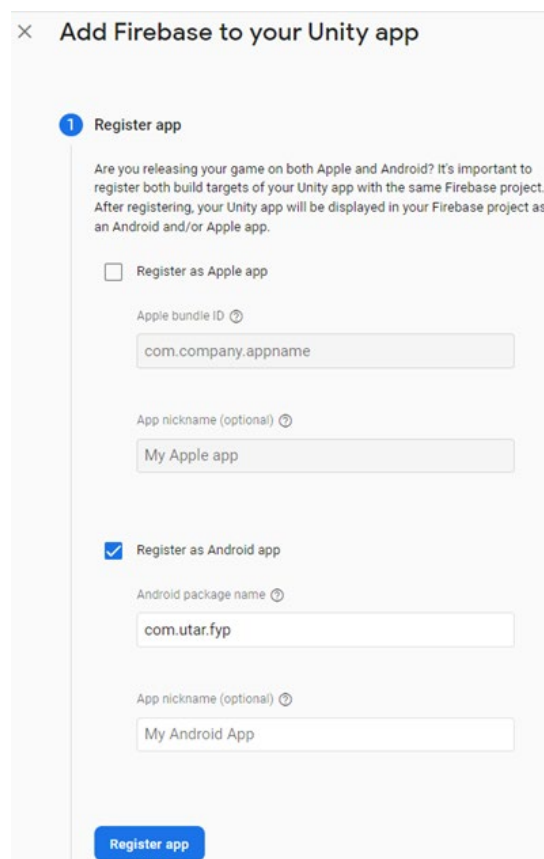 Add Firebase to your Unity app
1 Register app
Are you releasing your game on both Apple and Android? It's important to
register both build targets of your Unity app with the same Firebase project.
After registering, your Unity app will be displayed in your Firebase project as
an Android and/or Apple app.
Register as Apple app
Apple bundle ID
com.company.appname
App nickname (optional)
My Apple app
Register as Android app
Android package name
com.utar.fyp
App nickname (optional)
My Android App
Register app